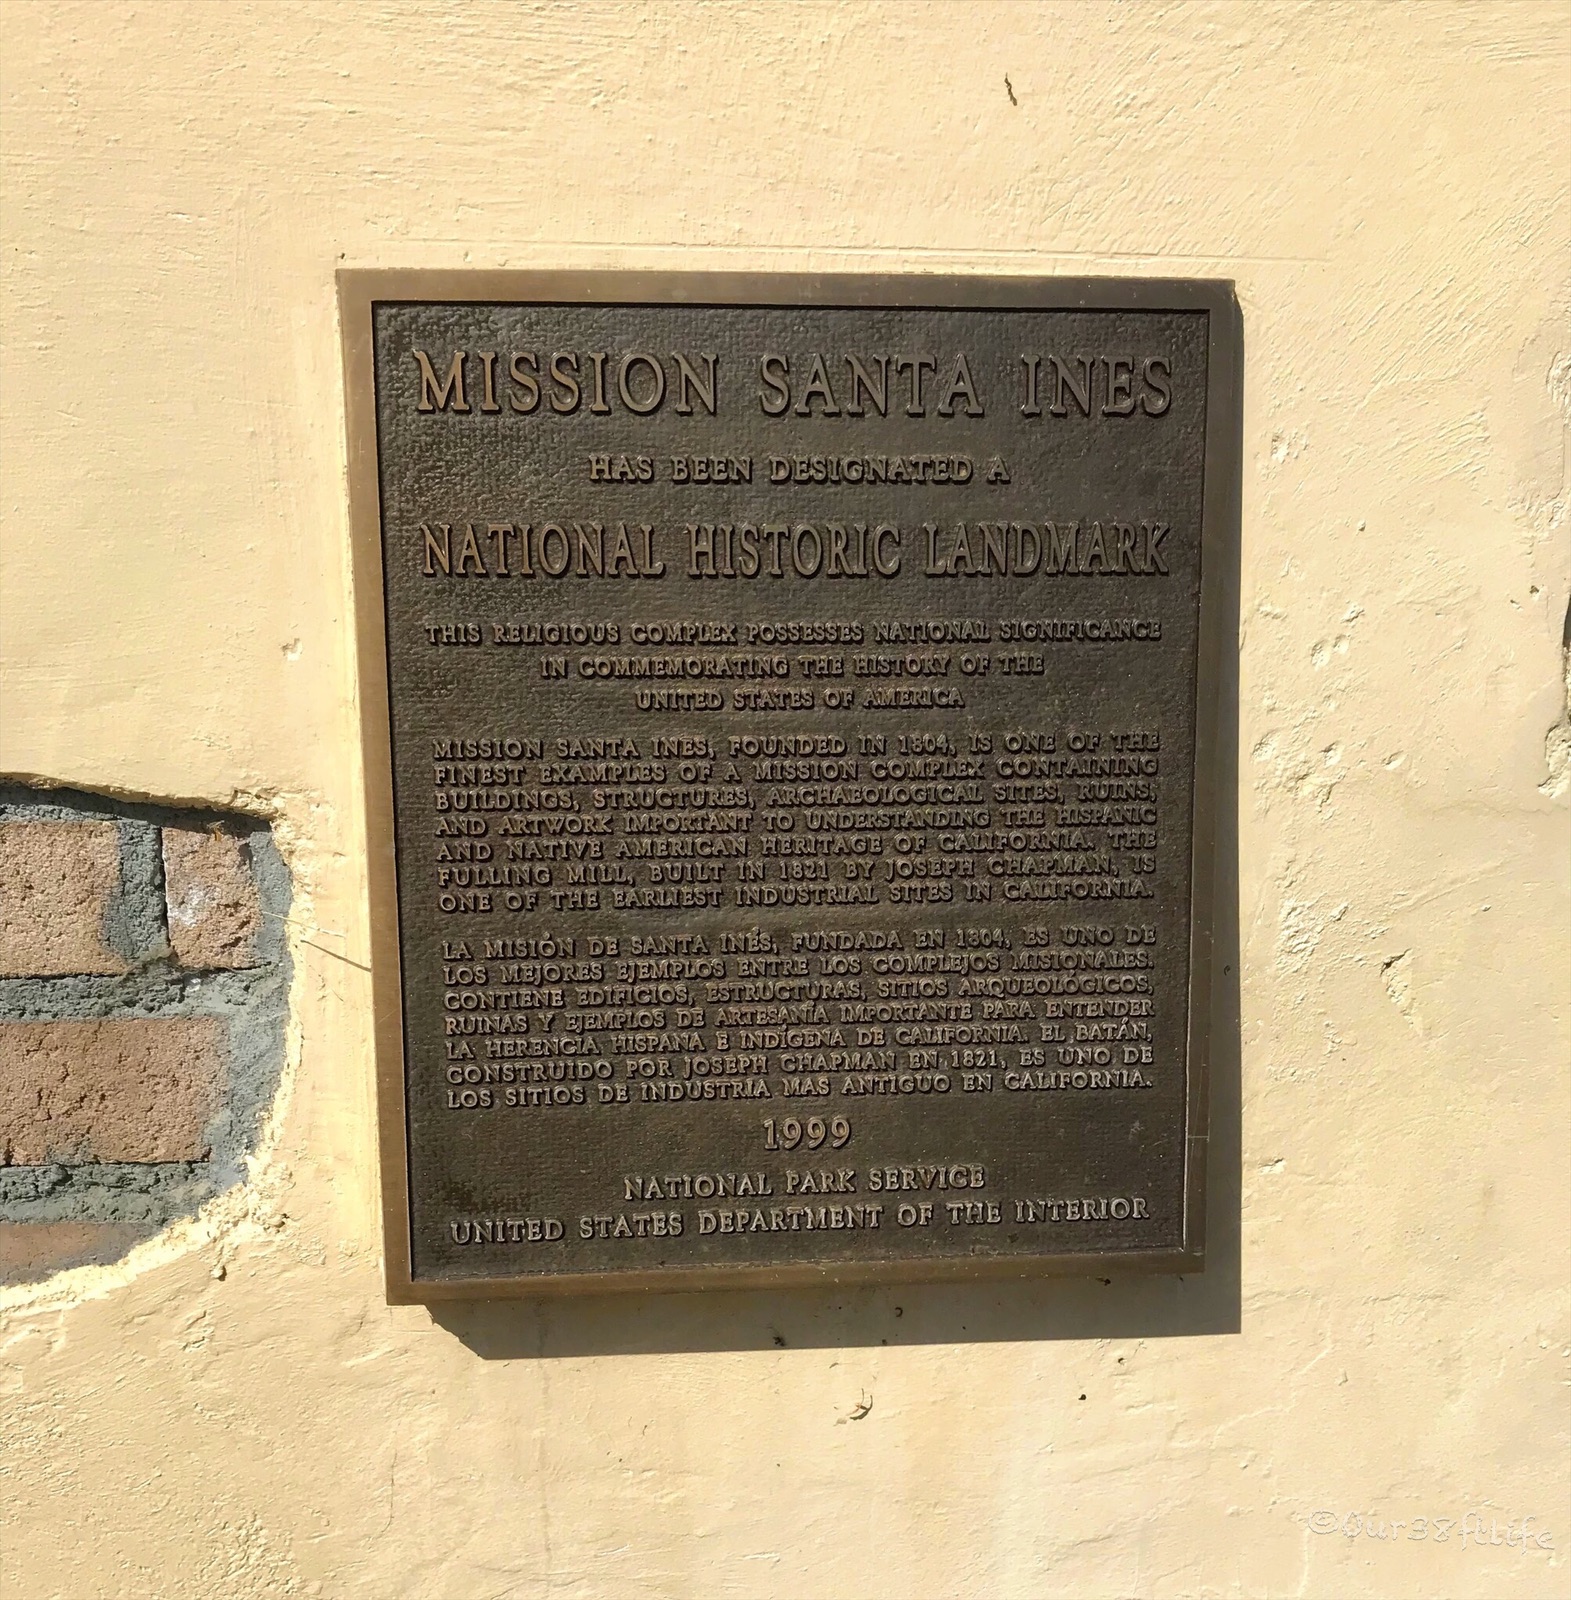 MISSION SANTA INES
HAS BEEN DESIGNATED A
NATIONAL HISTORIC LANDMARK
THIS RELIGIOUS COMPLEX POSSESSES NATIONAL SIGNIFICANCE
IN COMMEMORATING THE HISTORY OF THE
UNITED STATES OF AMERICA
MISSION SANTA INES, FOUNDED IN 1804, IS ONE OF THE
FINEST EXAMPLES OF A MISSION COMPLEX CONTAINING
BUILDINGS, STRUCTURES, ARCHAEOLOGICAL SITES, RUINS,
AND ARTWORK IMPORTANT TO UNDERSTANDING THE HISPANIC
AND NATIVE AMERICAN HERITAGE OF CALIFORNIA. THE
FULLING MILL, BUILT IN 1821 BY JOSEPH CHAPMAN, IS
ONE OF THE EARLIEST INDUSTRIAL SITES IN CALIFORNIA.
LA MISIÓN DE SANTA INÉS, FUNDADA EN 1804, ES UNO DE
LOS MEJORES EJEMPLOS ENTRE LOS COMPLEJOS MISIONALES.
CONTIENE EDIFICIOS, ESTRUCTURAS, SITIOS ARQUEOLÓGICOS,
RUINAS Y EJEMPLOS DE ARTESANÍA IMPORTANTE PARA ENTENDER
LA HERENCIA HISPANA E INDÍGENA DE CALIFORNIA. EL BATÁN,
CONSTRUIDO POR JOSEPH CHAPMAN EN 1821, ES UNO DE
LOS SITIOS DE INDUSTRIA MAS ANTIGUO EN CALIFORNIA.
1999
NATIONAL PARK SERVICE
UNITED STATES DEPARTMENT OF THE INTERIOR
©Our38ftLife